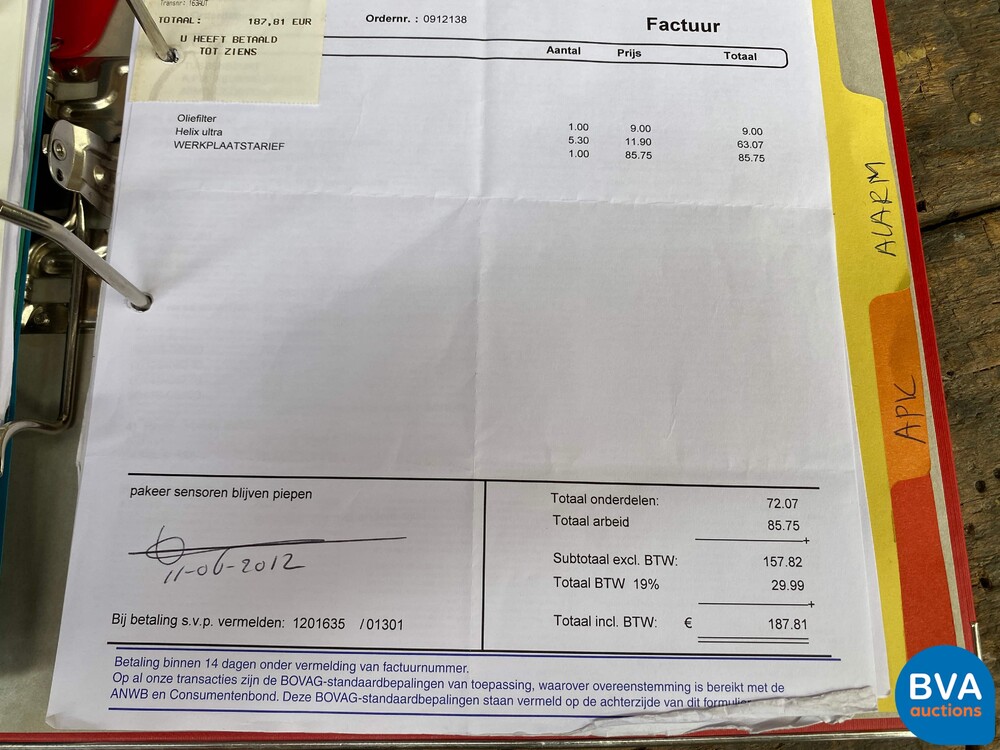 Transnr: 163AUT
TOTAAL: 187,81 EUR
U HEEFT BETAALD
TOT ZIENS
Ordernr. : 0912138
Factuur
Aantal Prijs Totaal
Oliefilter 1.00 9.00 9.00
Helix ultra 5.30 11.90 63.07
WERKPLAATSTARIEF 1.00 85.75 85.75
ALARM
APK
pakeer sensoren blijven piepen
11-06-2012
Bij betaling s.v.p. vermelden: 1201635 /01301
Totaal onderdelen: 72.07
Totaal arbeid 85.75
+
Subtotaal excl. BTW: 157.82
Totaal BTW 19% 29.99
+
Totaal incl. BTW: € 187.81
Betaling binnen 14 dagen onder vermelding van factuurnummer.
Op al onze transacties zijn de BOVAG-standaardbepalingen van toepassing, waarover overeenstemming is bereikt met de
ANWB en Consumentenbond. Deze BOVAG-standaardbepalingen staan vermeld op de achterzijde van dit
BVA
auctions